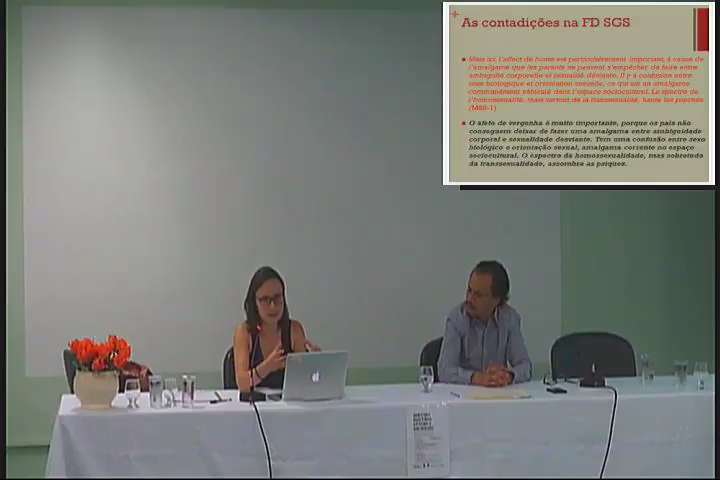 As contadições na FD SGS
Mais ici, l'affect de honte est particulièrement important, à cause de
l'amalgame que les parents ne peuvent s'empêcher de faire entre
ambiguïté corporelle et sexualité déviante. Il y a confusion entre
sexe biologique et orientation sexuelle, ce qui est un amalgame
communément véhiculé dans l'espace socioculturel. Le spectre de
l'homosexualité, mais surtout de la transsexualité, hante les psychés
O afeto de vergonha é muito importante, porque os pais não
conseguem deixar de fazer uma amalgama entre ambiguidade
corporal e sexualidade desviante. Tem uma confusão entre sexo
biológico e orientação sexual, amalgama corrente no espaço
sociocultural. O espectro da homossexualidade, mas sobretudo
da transsexualidade, assombra as psiques.